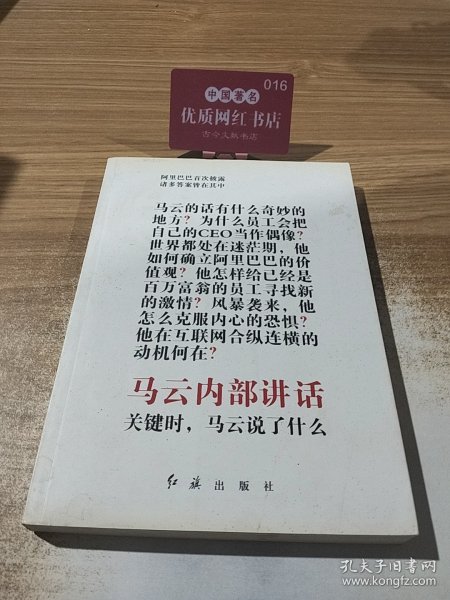 016
中国著名
优质网红书店
古今文献书店
阿里巴巴首次披露
诸多答案皆在其中
马云的话有什么奇妙的
地方？为什么员工会把
自己的CEO当作偶像？
世界都处在迷茫期，他
如何确立阿里巴巴的价
值观？他怎样给已经是
百万富翁的员工寻找新
的激情？风暴袭来，他
怎么克服内心的恐惧？
他在互联网合纵连横的
动机何在？
马云内部讲话
关键时，马云说了什么
红旗出版社
孔夫子旧书网
www.kongfz.com